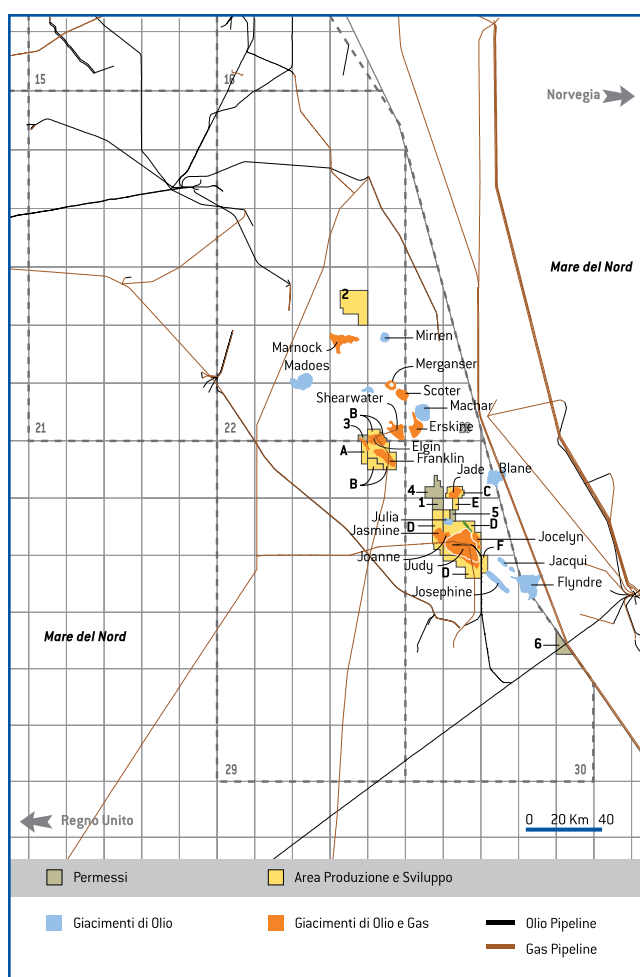 15
16
Norvegia
Mare del Nord
2
Mirren
Marnock
Madoes
Merganser
Scoter
Shearwater
Machar
B
3
Erskine
21
22
A
Elgin
Franklin
B
Jade
Blane
4
C
1
E
5
Julia
D
D
Jasmine
Jocelyn
F
Joanne
Judy
Jacqui
D
Flyndre
Josephine
Mare del Nord
6
29
30
Regno Unito
0 20 Km 40
Permessi
Area Produzione e Sviluppo
Giacimenti di Olio
Giacimenti di Olio e Gas
Olio Pipeline
Gas Pipeline